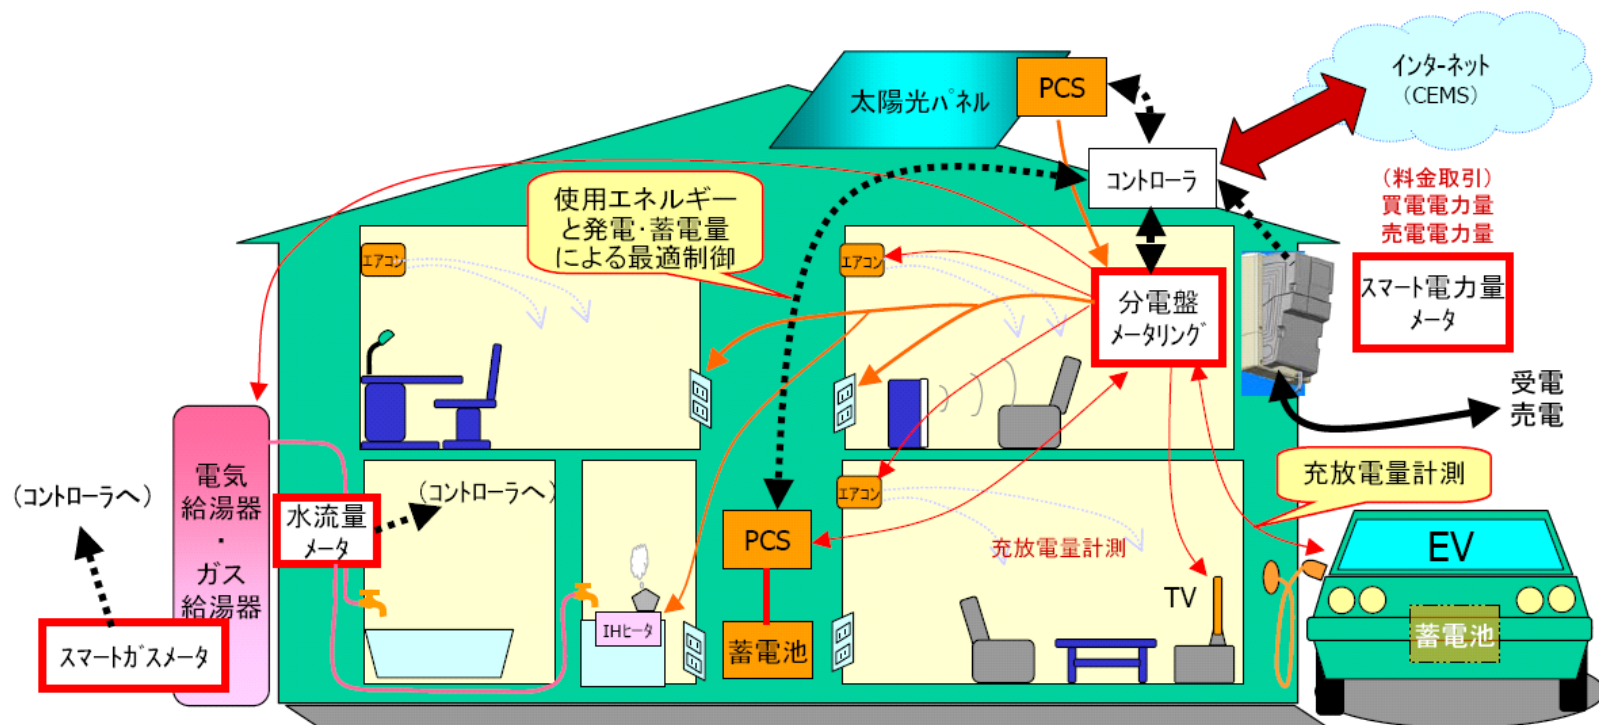 太陽光パネル
PCS
インターネット
（CEMS）
コントローラ
（料金取引）
買電電力量
売電電力量
スマート電力量
メータ
使用エネルギー
と発電・蓄電量
による最適制御
エアコン
エアコン
分電盤
メータリング
受電
売電
充放電量計測
（コントローラへ）
電気
給湯器
・
ガス
給湯器
水流量
メータ
（コントローラへ）
スマートガスメータ
IHヒータ
PCS
蓄電池
エアコン
充放電量計測
TV
EV
蓄電池